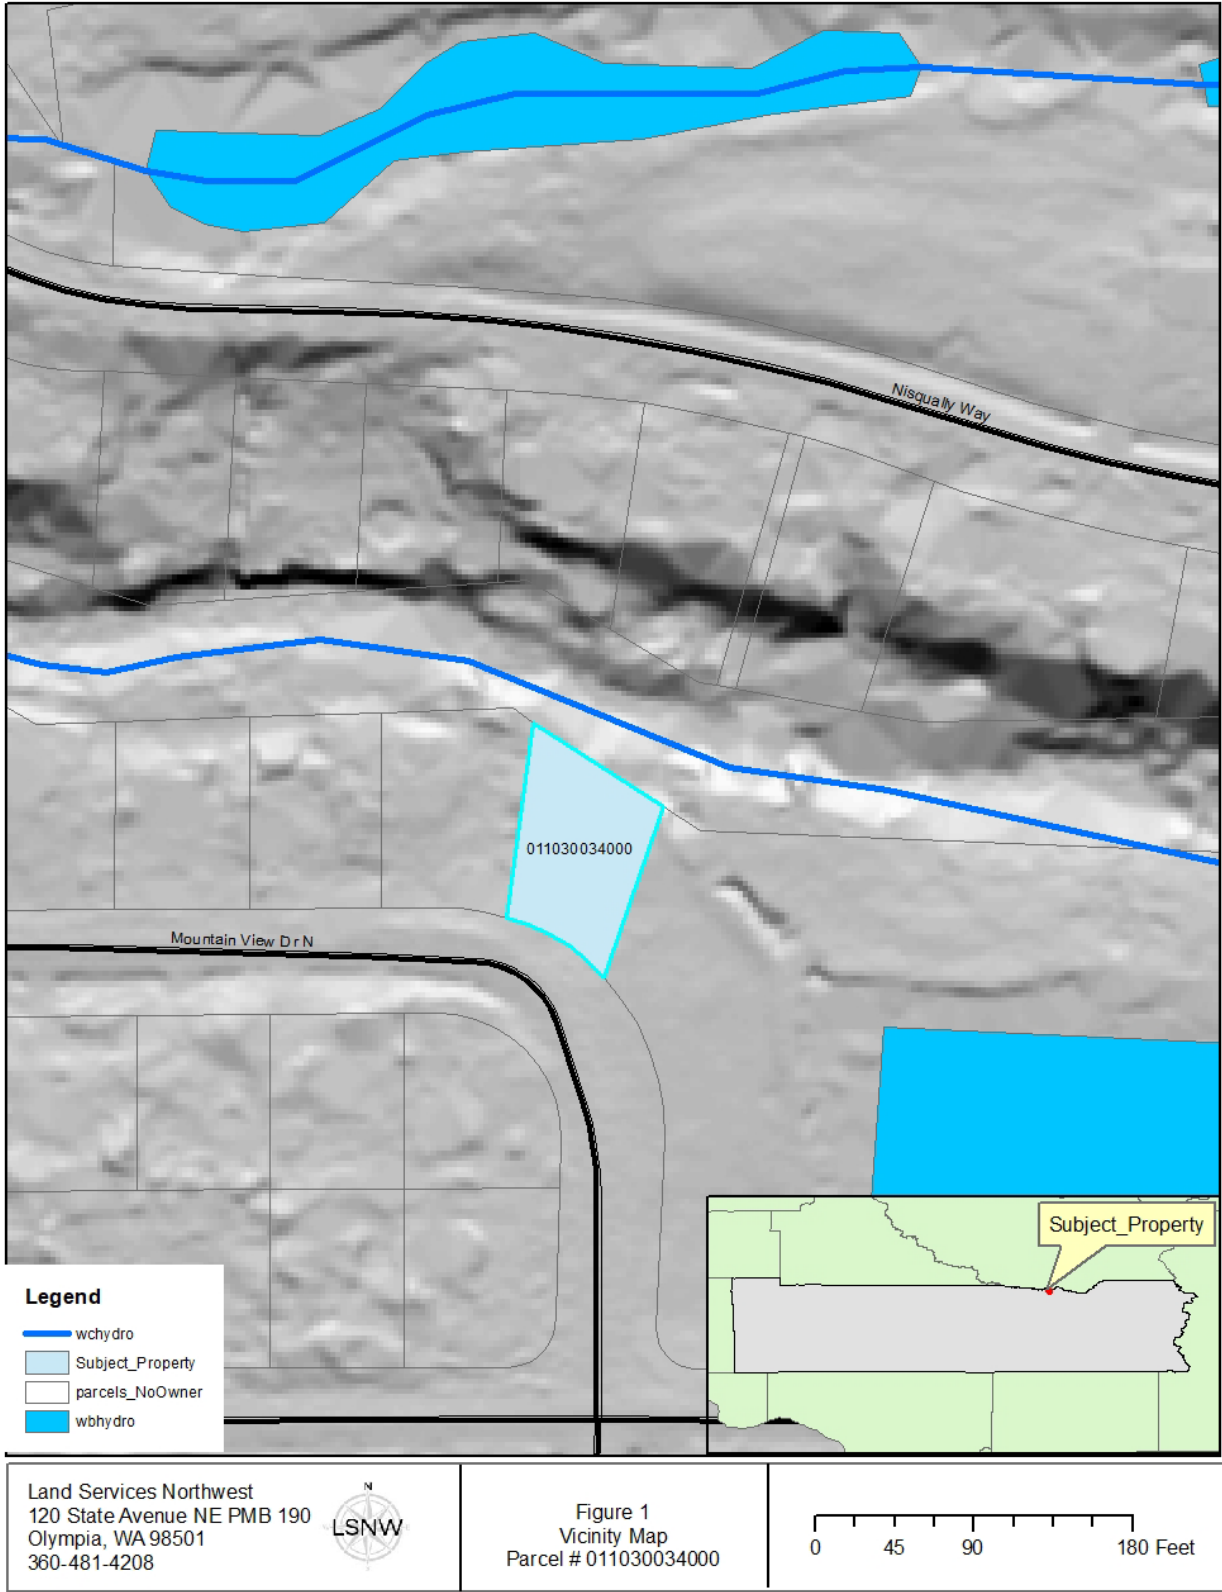 Nisqually Way
011030034000
Mountain View Dr N
Subject_Property
Legend
wchydro
Subject_Property
parcels_NoOwner
wbhydro
Land Services Northwest
120 State Avenue NE PMB 190
Olympia, WA 98501
360-481-4208
N
LSNW
Figure 1
Vicinity Map
Parcel # 011030034000
0 45 90 180 Feet